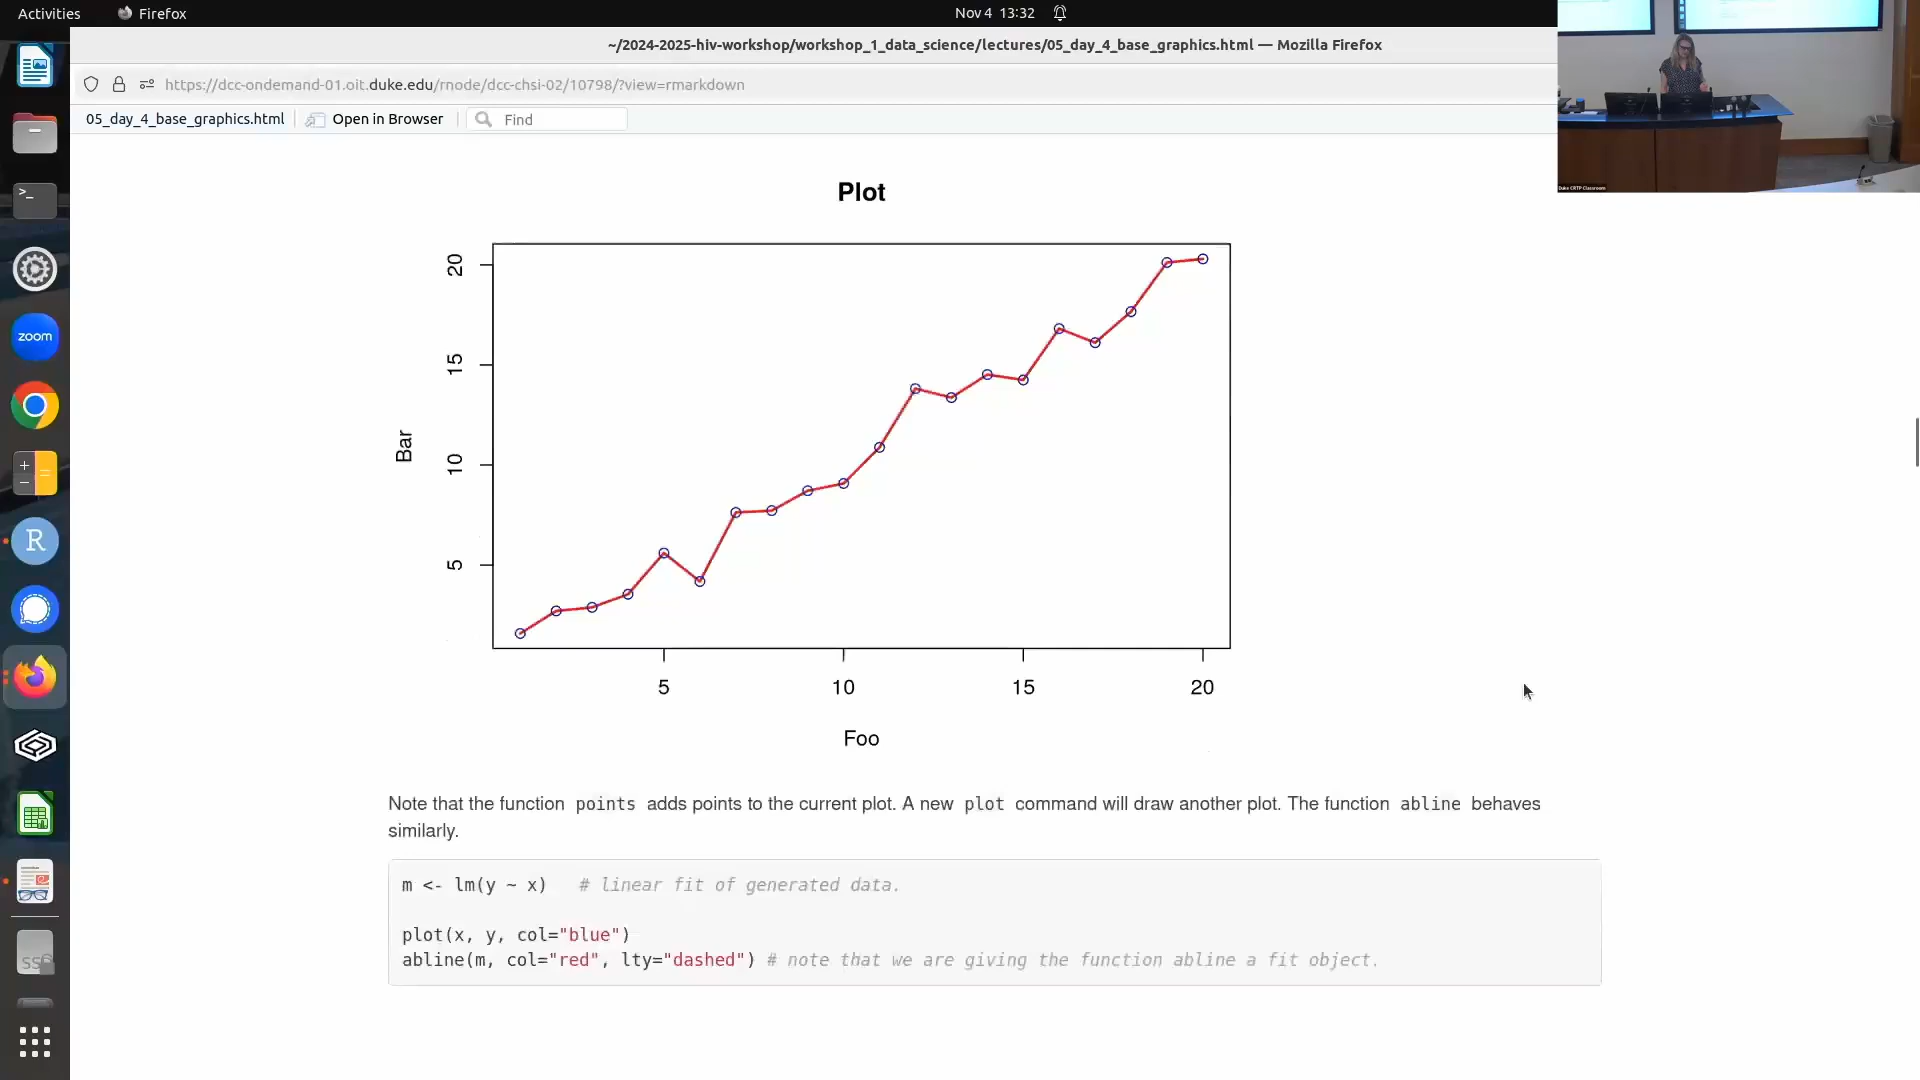 Activities
Firefox
Nov 4 13:32
~/2024-2025-hiv-workshop/workshop_1_data_science/lectures/05_day_4_base_graphics.html — Mozilla Firefox
https://dcc-ondemand-01.oit.duke.edu/rnode/dcc-chsi-02/10798/?view=rmarkdown
05_day_4_base_graphics.html
Open in Browser
Find
Duke CRTP Classroom
zoom
R
Plot
20
15
10
5
Bar
5
10
15
20
Foo
Note that the function points adds points to the current plot. A new plot command will draw another plot. The function abline behaves
similarly.
m <- lm(y ~ x)   # linear fit of generated data.
plot(x, y, col="blue")
abline(m, col="red", lty="dashed") # note that we are giving the function abline a fit object.